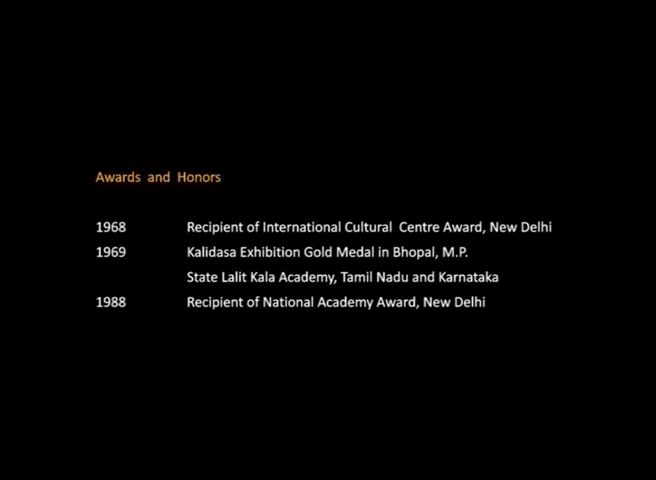 Awards and Honors
1968 Recipient of International Cultural Centre Award, New Delhi
1969 Kalidasa Exhibition Gold Medal in Bhopal, M.P.
State Lalit Kala Academy, Tamil Nadu and Karnataka
1988 Recipient of National Academy Award, New Delhi